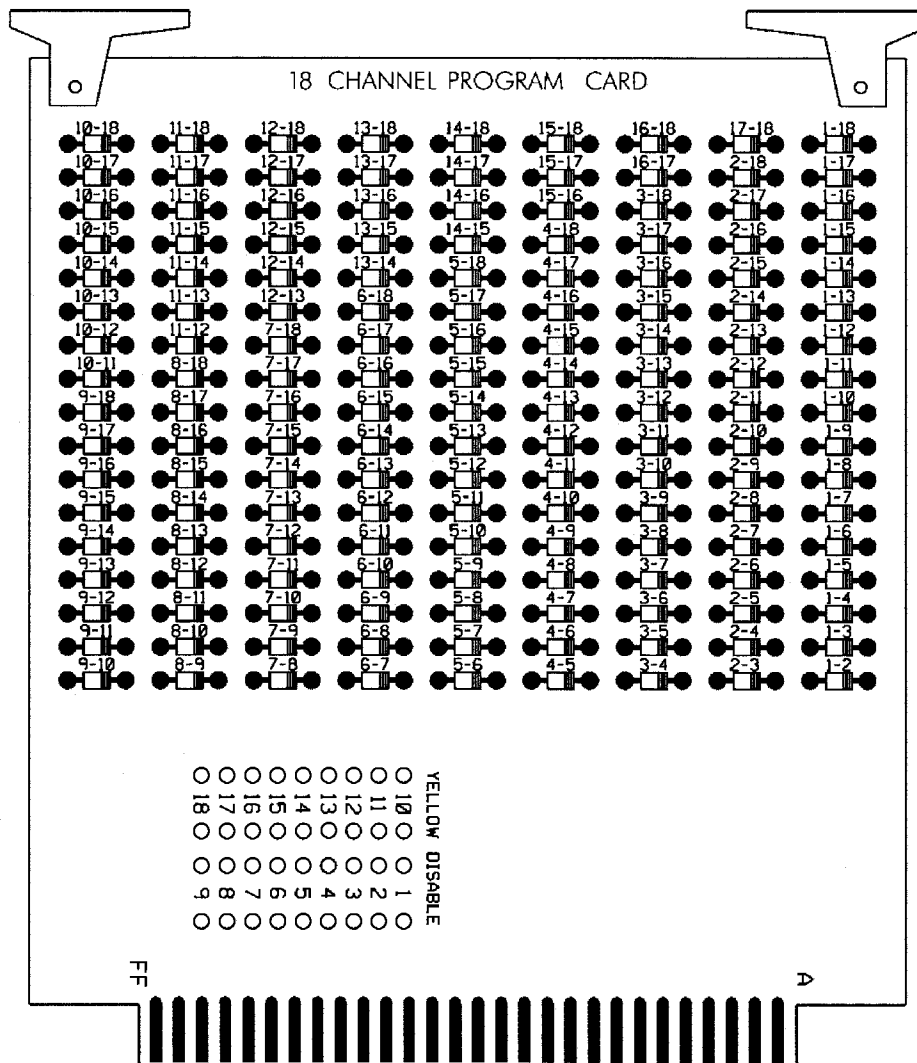 18 CHANNEL PROGRAM CARD
10-18 11-18 12-18 13-18 14-18 15-18 16-18 17-18 1-18
10-17 11-17 12-17 13-17 14-17 15-17 16-17 2-18 1-17
10-16 11-16 12-16 13-16 14-16 15-16 3-18 2-17 1-16
10-15 11-15 12-15 13-15 14-15 4-18 3-17 2-16 1-15
10-14 11-14 12-14 13-14 5-18 4-17 3-16 2-15 1-14
10-13 11-13 12-13 6-18 5-17 4-16 3-15 2-14 1-13
10-12 11-12 7-18 6-17 5-16 4-15 3-14 2-13 1-12
10-11 8-18 7-17 6-16 5-15 4-14 3-13 2-12 1-11
9-18 8-17 7-16 6-15 5-14 4-13 3-12 2-11 1-10
9-17 8-16 7-15 6-14 5-13 4-12 3-11 2-10 1-9
9-16 8-15 7-14 6-13 5-12 4-11 3-10 2-9 1-8
9-15 8-14 7-13 6-12 5-11 4-10 3-9 2-8 1-7
9-14 8-13 7-12 6-11 5-10 4-9 3-8 2-7 1-6
9-13 8-12 7-11 6-10 5-9 4-8 3-7 2-6 1-5
9-12 8-11 7-10 6-9 5-8 4-7 3-6 2-5 1-4
9-11 8-10 7-9 6-8 5-7 4-6 3-5 2-4 1-3
9-10 8-9 7-8 6-7 5-6 4-5 3-4 2-3 1-2
YELLOW DISABLE
10 1
11 2
12 3
13 4
14 5
15 6
16 7
17 8
18 9
FF A